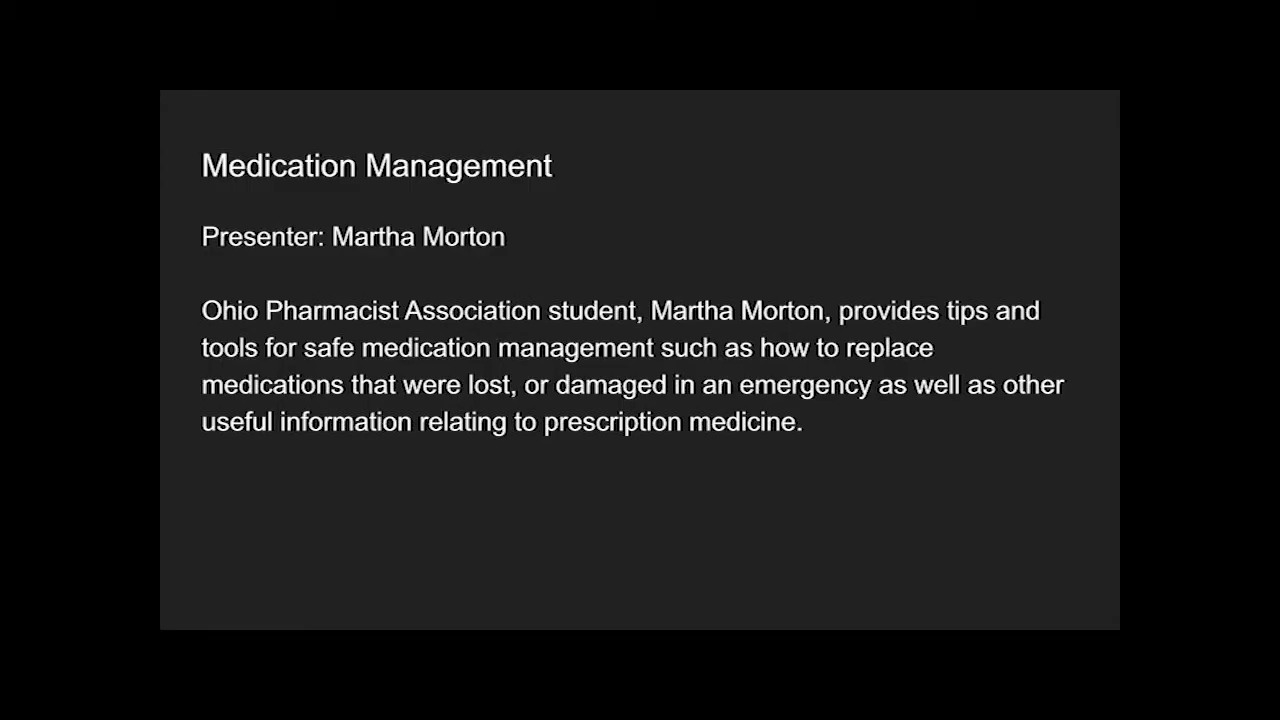 Medication Management
Presenter: Martha Morton
Ohio Pharmacist Association student, Martha Morton, provides tips and
tools for safe medication management such as how to replace
medications that were lost, or damaged in an emergency as well as other
useful information relating to prescription medicine.